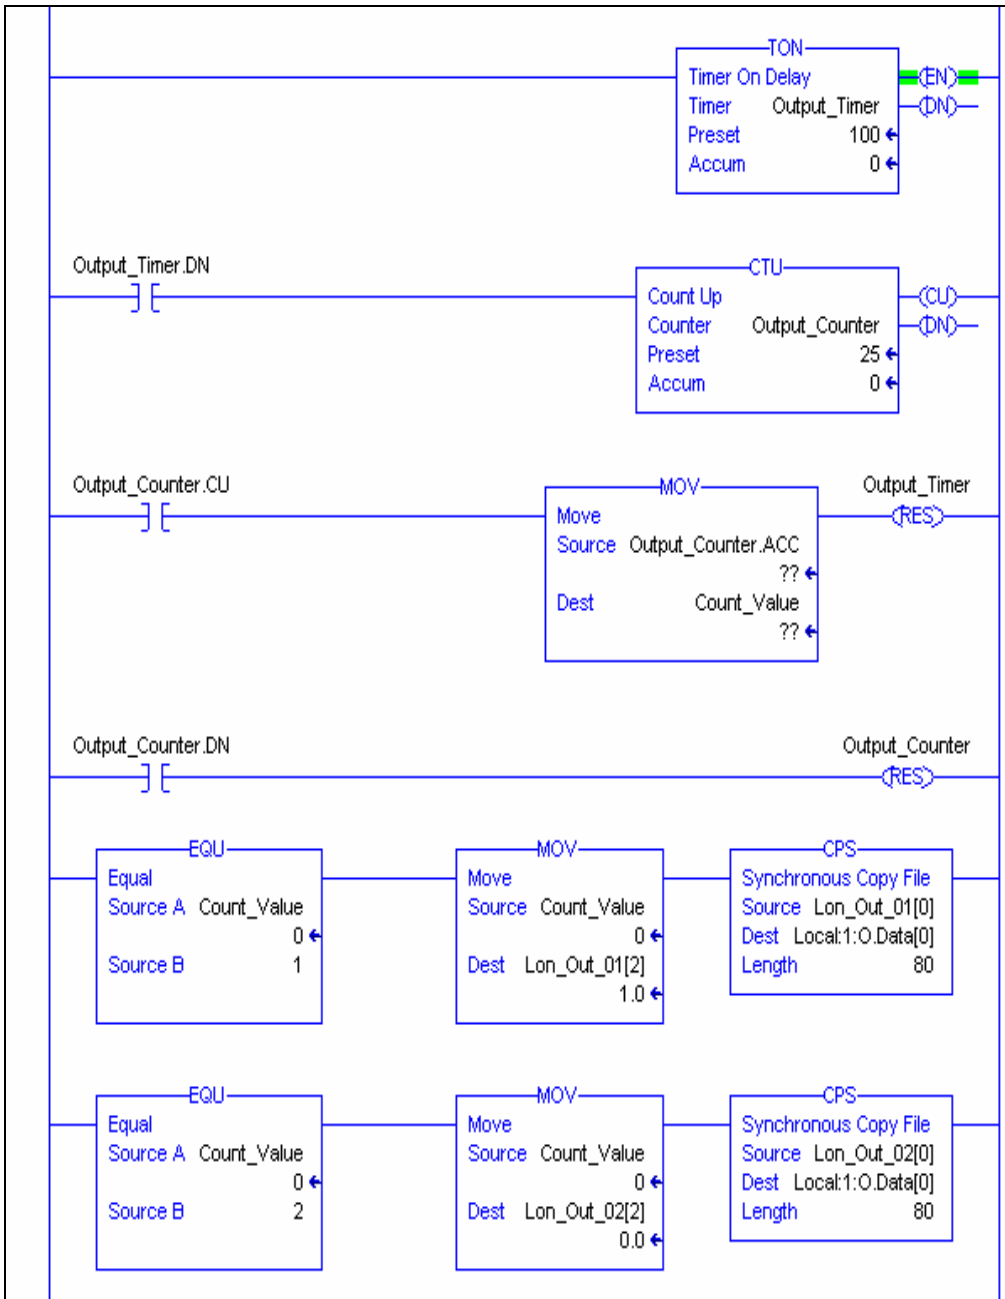 TON
Timer On Delay
EN
Timer Output_Timer
DN
Preset 100
Accum 0
Output_Timer.DN
CTU
Count Up
CU
Counter Output_Counter
DN
Preset 25
Accum 0
Output_Counter.CU
MOV
Output_Timer
Move
RES
Source Output_Counter.ACC
??
Dest Count_Value
??
Output_Counter.DN
Output_Counter
RES
EQU
Equal
Source A Count_Value
0
Source B 1
MOV
Move
Source Count_Value
0
Dest Lon_Out_01[2]
1.0
CPS
Synchronous Copy File
Source Lon_Out_01[0]
Dest Local:1:O.Data[0]
Length 80
EQU
Equal
Source A Count_Value
0
Source B 2
MOV
Move
Source Count_Value
0
Dest Lon_Out_02[2]
0.0
CPS
Synchronous Copy File
Source Lon_Out_02[0]
Dest Local:1:O.Data[0]
Length 80